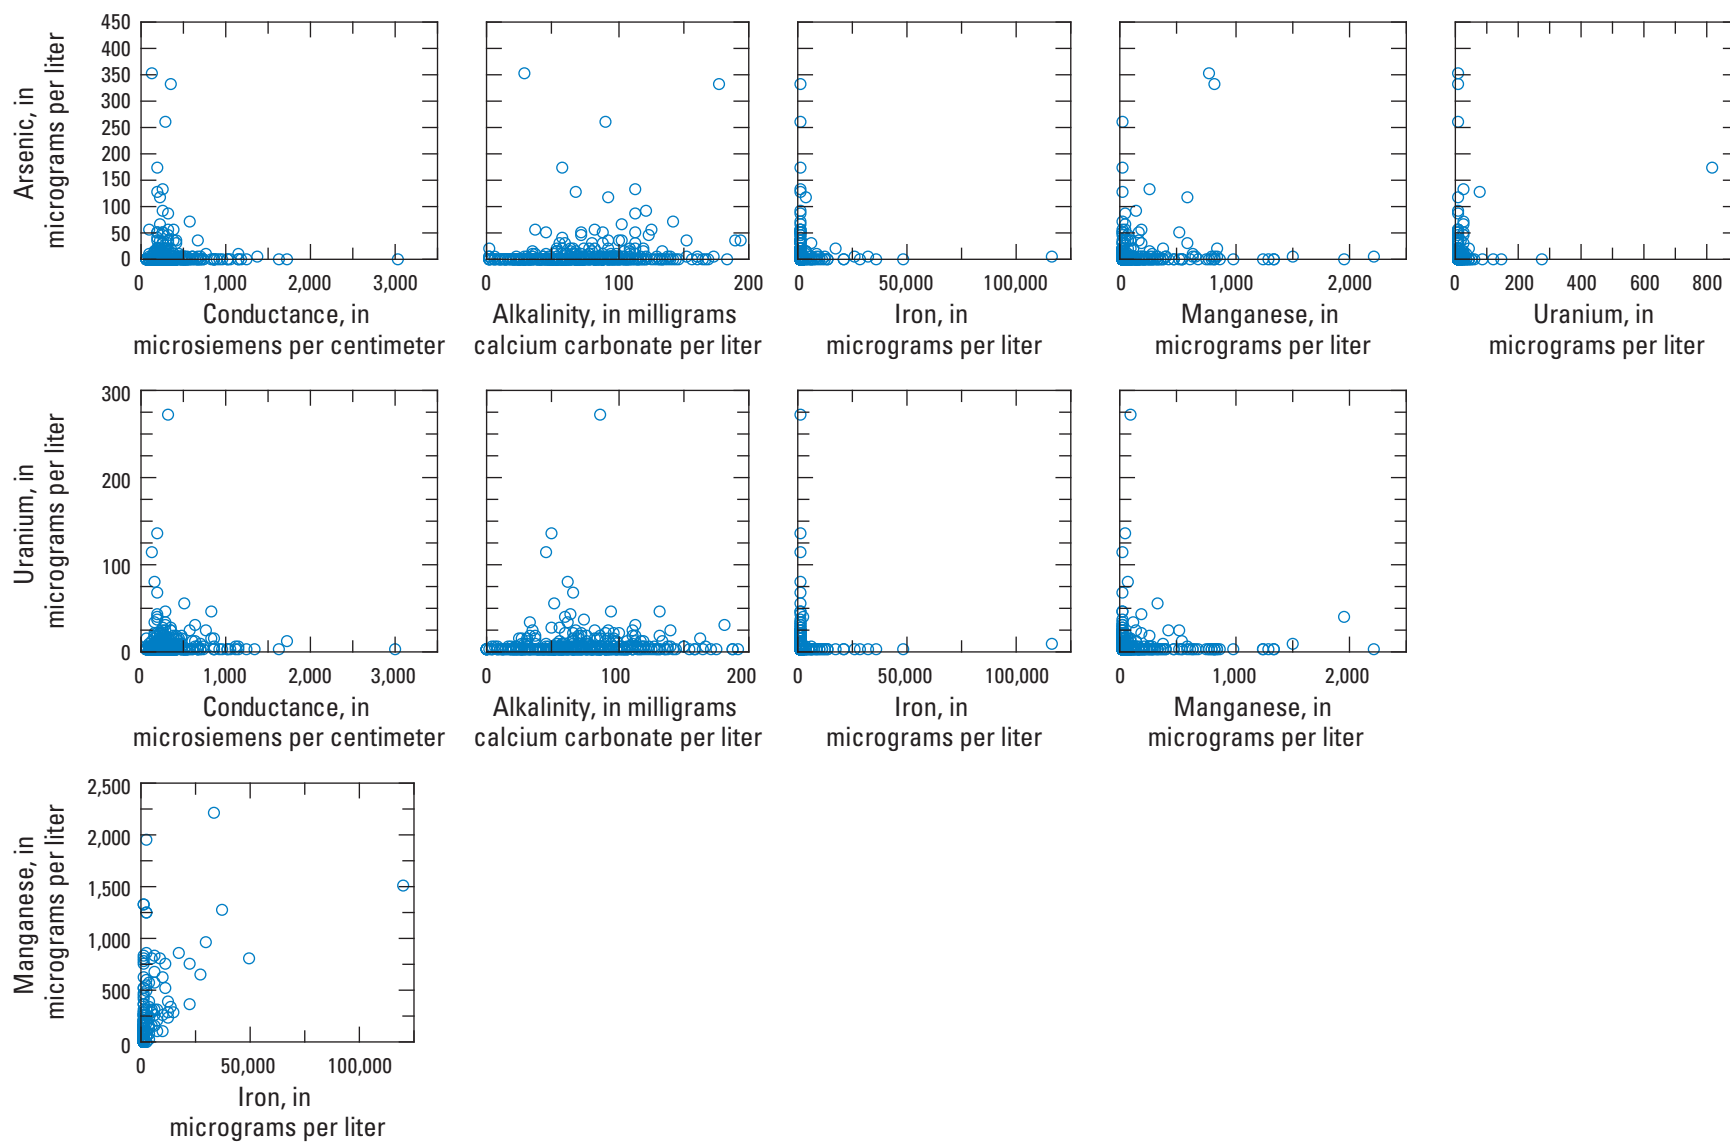 Arsenic, in
micrograms per liter
450
400
350
300
250
200
150
100
50
0
0 1,000 2,000 3,000
Conductance, in
microsiemens per centimeter
0 100 200
Alkalinity, in milligrams
calcium carbonate per liter
0 50,000 100,000
Iron, in
micrograms per liter
0 1,000 2,000
Manganese, in
micrograms per liter
0 200 400 600 800
Uranium, in
micrograms per liter
Uranium, in
micrograms per liter
300
200
100
0
0 1,000 2,000 3,000
Conductance, in
microsiemens per centimeter
0 100 200
Alkalinity, in milligrams
calcium carbonate per liter
0 50,000 100,000
Iron, in
micrograms per liter
0 1,000 2,000
Manganese, in
micrograms per liter
Manganese, in
micrograms per liter
2,500
2,000
1,500
1,000
500
0
0 50,000 100,000
Iron, in
micrograms per liter